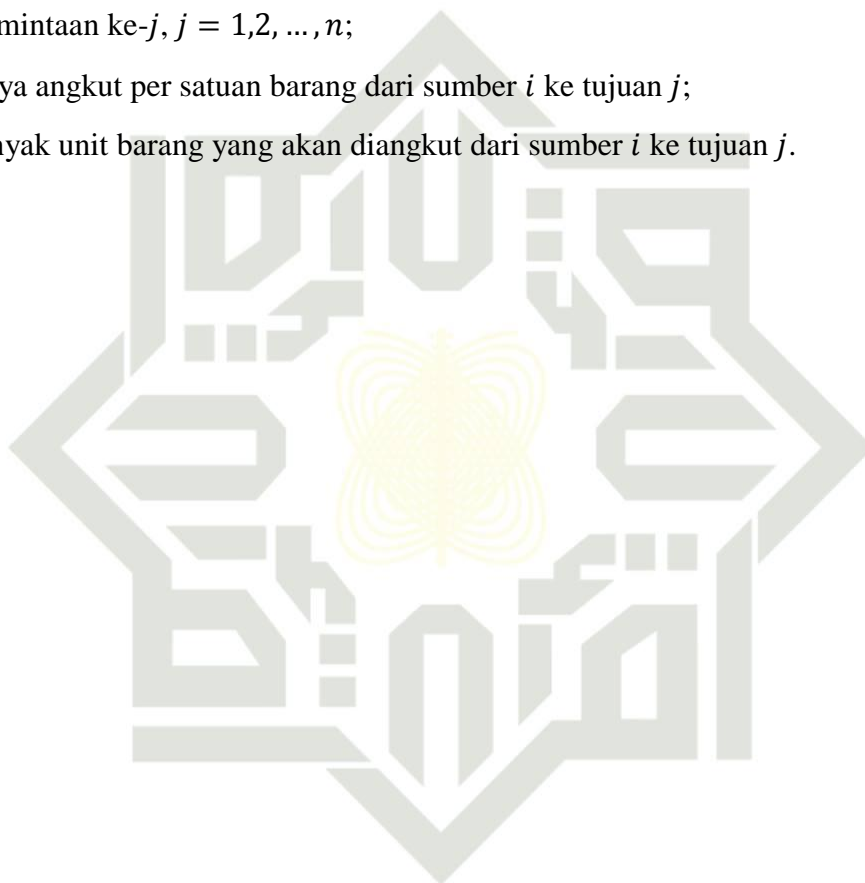 mintaan ke-j, j = 1,2, … , n;
ya angkut per satuan barang dari sumber i ke tujuan j;
nyak unit barang yang akan diangkut dari sumber i ke tujuan j.